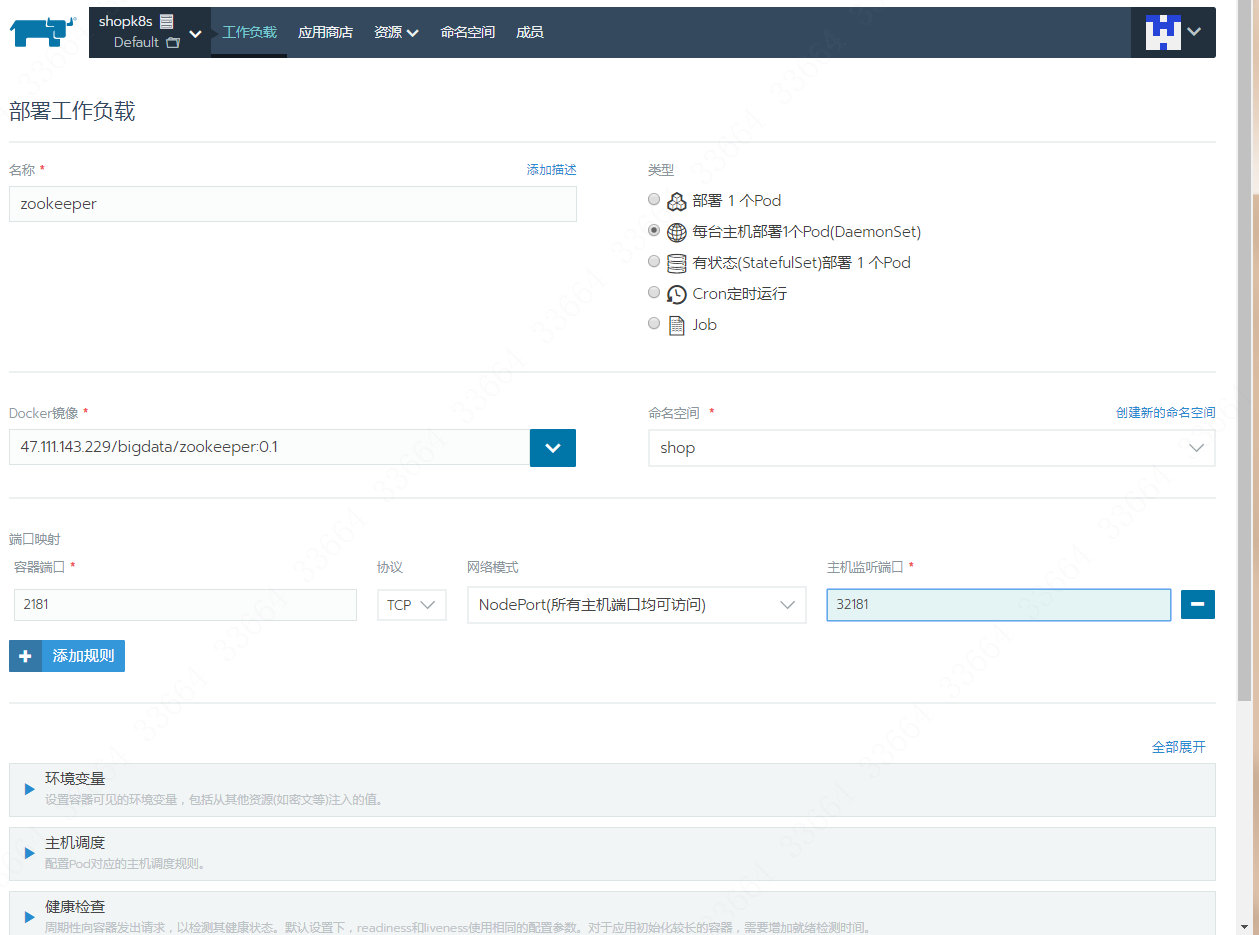 shopk8s
Default
工作负载 应用商店 资源 命名空间 成员
部署工作负载
名称 * 添加描述
zookeeper
类型
部署 1 个Pod
每台主机部署1个Pod(DaemonSet)
有状态(StatefulSet)部署 1 个Pod
Cron定时运行
Job
Docker镜像 *
47.111.143.229/bigdata/zookeeper:0.1
命名空间 * 创建新的命名空间
shop
端口映射
容器端口 * 协议 网络模式 主机监听端口 *
2181 TCP NodePort(所有主机端口均可访问) 32181
添加规则
全部展开
环境变量
设置容器可见的环境变量，包括从其他资源(如密文等)注入的值。
主机调度
配置Pod对应的主机调度规则。
健康检查
周期性向容器发出请求，以检测其健康状态。默认设置下，readiness和liveness使用相同的配置参数。对于应用初始化较长的容器，需要增加就绪检测时间。
33664